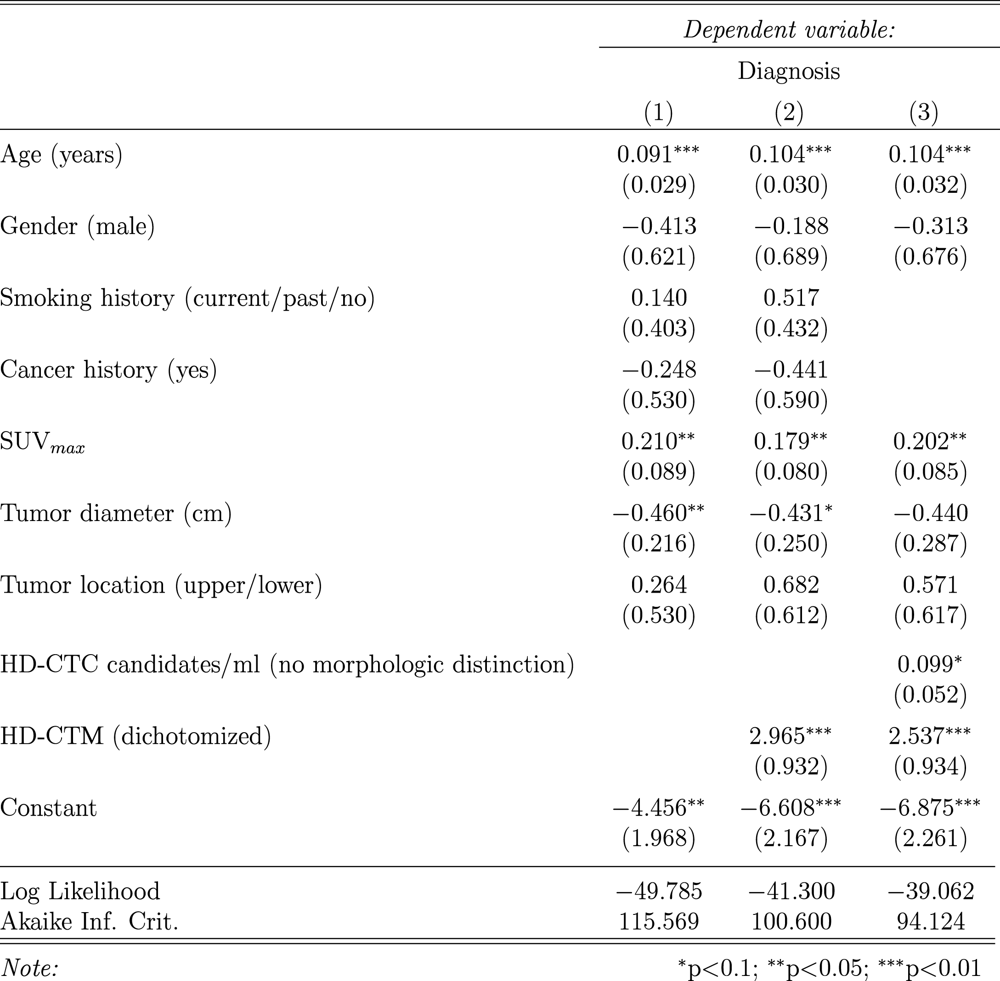 Dependent variable:
Diagnosis
(1) (2) (3)
Age (years) 0.091*** 0.104*** 0.104***
(0.029) (0.030) (0.032)
Gender (male) −0.413 −0.188 −0.313
(0.621) (0.689) (0.676)
Smoking history (current/past/no) 0.140 0.517
(0.403) (0.432)
Cancer history (yes) −0.248 −0.441
(0.530) (0.590)
SUVmax 0.210** 0.179** 0.202**
(0.089) (0.080) (0.085)
Tumor diameter (cm) −0.460** −0.431* −0.440
(0.216) (0.250) (0.287)
Tumor location (upper/lower) 0.264 0.682 0.571
(0.530) (0.612) (0.617)
HD-CTC candidates/ml (no morphologic distinction) 0.099*
(0.052)
HD-CTM (dichotomized) 2.965*** 2.537***
(0.932) (0.934)
Constant −4.456** −6.608*** −6.875***
(1.968) (2.167) (2.261)
Log Likelihood −49.785 −41.300 −39.062
Akaike Inf. Crit. 115.569 100.600 94.124
Note: *p<0.1; **p<0.05; ***p<0.01